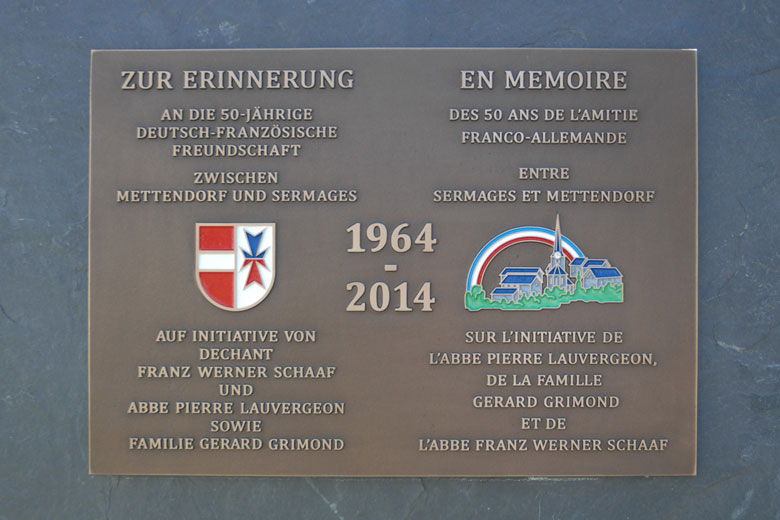 ZUR ERINNERUNG
AN DIE 50-JÄHRIGE
DEUTSCH-FRANZÖSISCHE
FREUNDSCHAFT
ZWISCHEN
METTENDORF UND SERMAGES
EN MEMOIRE
DES 50 ANS DE L'AMITIE
FRANCO-ALLEMANDE
ENTRE
SERMAGES ET METTENDORF
1964
-
2014
AUF INITIATIVE VON
DECHANT
FRANZ WERNER SCHAAF
UND
ABBE PIERRE LAUVERGEON
SOWIE
FAMILIE GERARD GRIMOND
SUR L'INITIATIVE DE
L'ABBE PIERRE LAUVERGEON,
DE LA FAMILLE
GERARD GRIMOND
ET DE
L'ABBE FRANZ WERNER SCHAAF